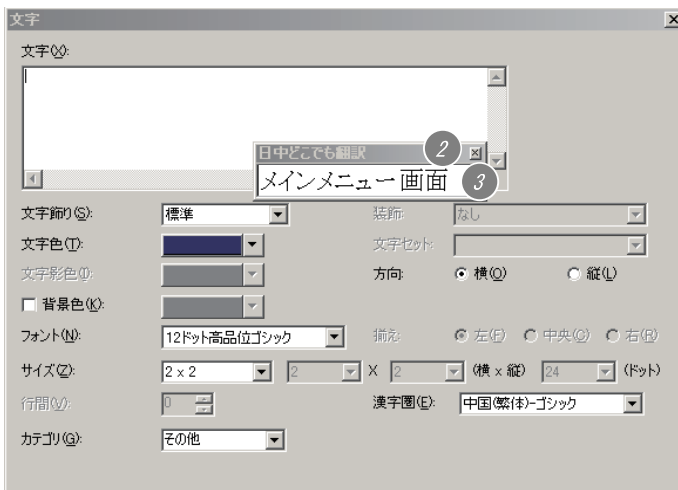 文字
文字(X):
日中どこでも翻訳 2
メインメニュー画面 3
文字飾り(S): 標準 装飾: なし
文字色(T): 文字セット:
文字影色(I): 方向: 横(O) 縦(L)
背景色(K):
フォント(N): 12ドット高品位ゴシック 揃え: 左(F) 中央(C) 右(R)
サイズ(Z): 2 x 2 2 X 2 (横 x 縦) 24 (ドット)
行間(V): 0 漢字圏(E): 中国(繁体)-ゴシック
カテゴリ(G): その他